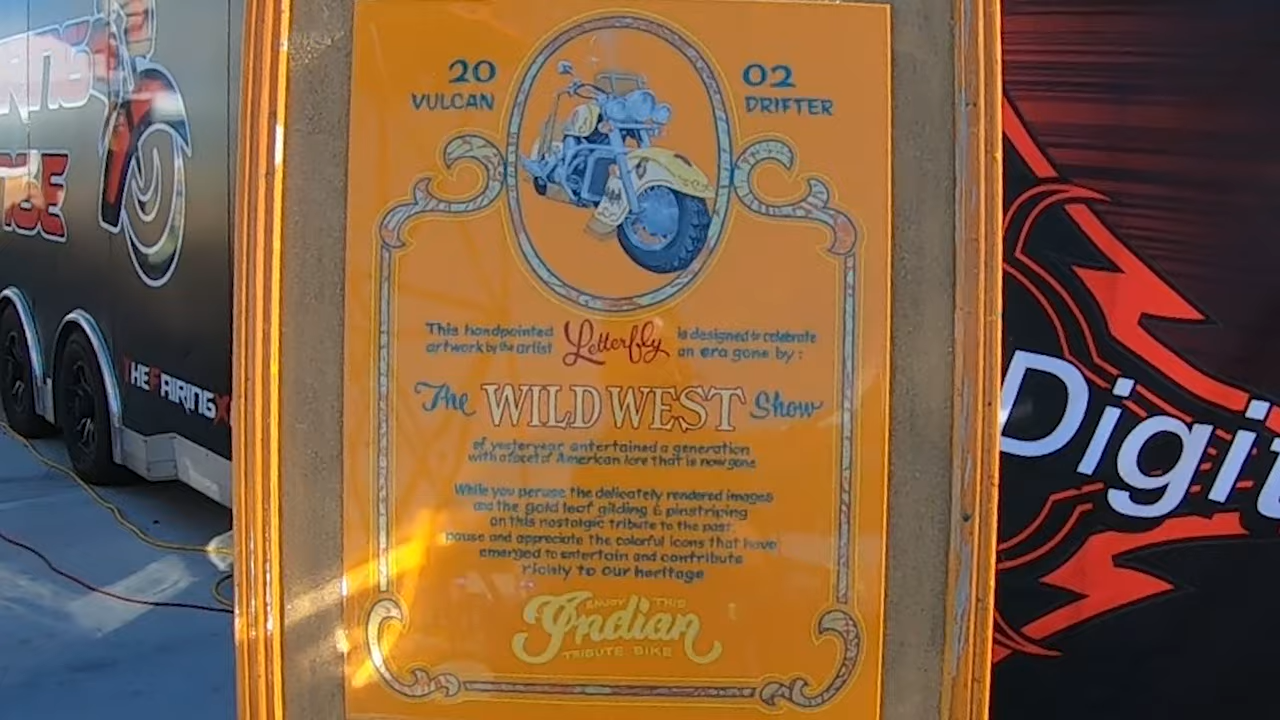 20
VULCAN
02
DRIFTER
This handpainted
artwork by the artist
Letterfly
is designed to celebrate
an era gone by:
The WILD WEST Show
of yesteryear entertained a generation
with a facet of American lore that is now gone
While you peruse the delicately rendered images
and the gold leaf gilding & pinstriping
on this nostalgic tribute to the past,
pause and appreciate the colorful icons that have
emerged to entertain and contribute
richly to our heritage
ENJOY THIS
Indian
TRIBUTE BIKE
THE FAIRING X
Digit